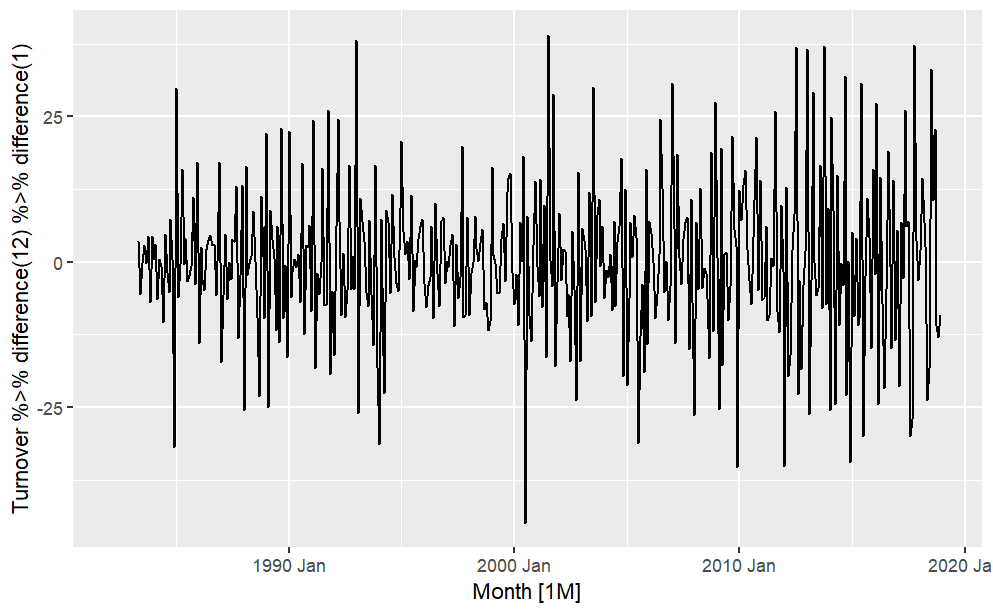 Turnover %>% difference(12) %>% difference(1)
25
0
-25
1990 Jan
2000 Jan
2010 Jan
2020 Ja
Month [1M]